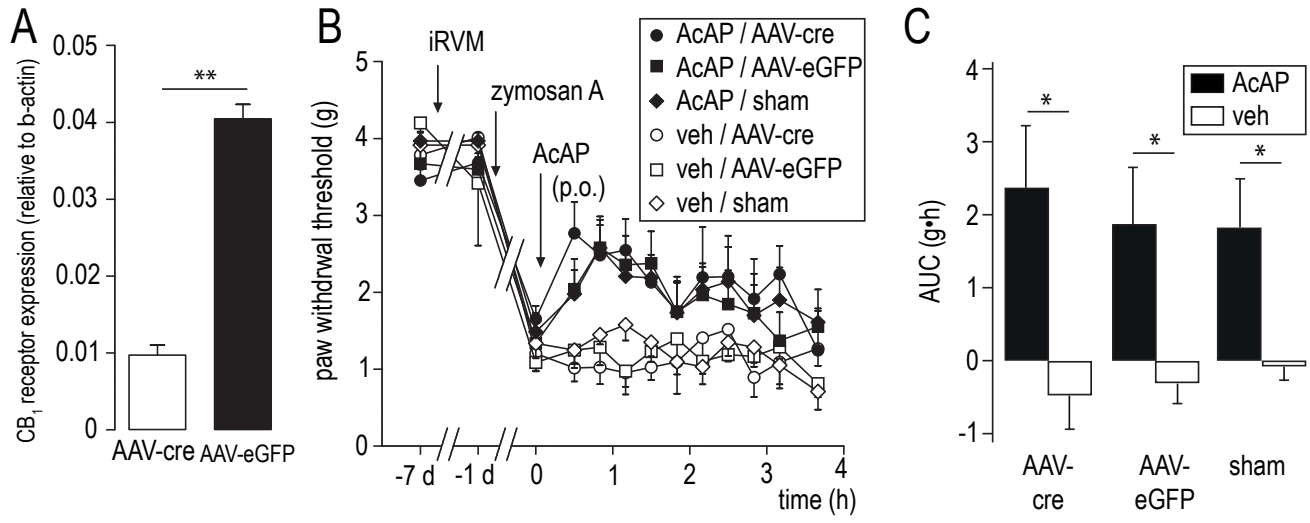 A
CB1 receptor expression (relative to b-actin)
0.05
0.04
0.03
0.02
0.01
0
**
AAV-cre
AAV-eGFP
B
paw withdrwal threshold (g)
5
4
3
2
1
0
iRVM
zymosan A
AcAP
(p.o.)
AcAP / AAV-cre
AcAP / AAV-eGFP
AcAP / sham
veh / AAV-cre
veh / AAV-eGFP
veh / sham
-7 d
-1 d
0
1
2
3
4
time (h)
C
AUC (g•h)
4
3
2
1
0
-1
AcAP
veh
*
*
*
AAV-
cre
AAV-
eGFP
sham